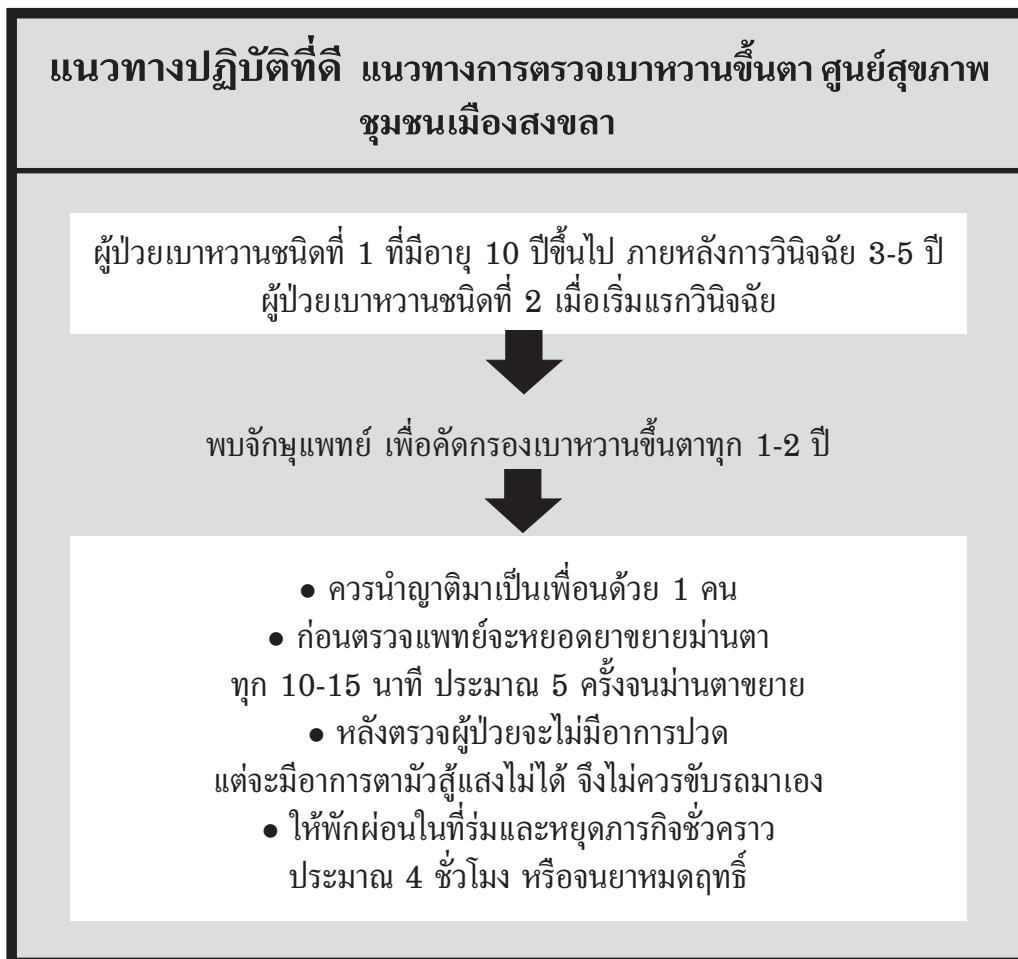 แนวทางปฏิบัติที่ดี แนวทางการตรวจเบาหวานขึ้นตา ศูนย์สุขภาพ
ชุมชนเมืองสงขลา
ผู้ป่วยเบาหวานชนิดที่ 1 ที่มีอายุ 10 ปีขึ้นไป ภายหลังการวินิจฉัย 3-5 ปี
ผู้ป่วยเบาหวานชนิดที่ 2 เมื่อเริ่มแรกวินิจฉัย
พบจักษุแพทย์ เพื่อคัดกรองเบาหวานขึ้นตาทุก 1-2 ปี
● ควรนำญาติมาเป็นเพื่อนด้วย 1 คน
● ก่อนตรวจแพทย์จะหยอดยาขยายม่านตา
ทุก 10-15 นาที ประมาณ 5 ครั้งจนม่านตาขยาย
● หลังตรวจผู้ป่วยจะไม่มีอาการปวด
แต่จะมีอาการตามัวสู้แสงไม่ได้ จึงไม่ควรขับรถมาเอง
● ให้พักผ่อนในที่ร่มและหยุดภารกิจชั่วคราว
ประมาณ 4 ชั่วโมง หรือจนยาหมดฤทธิ์